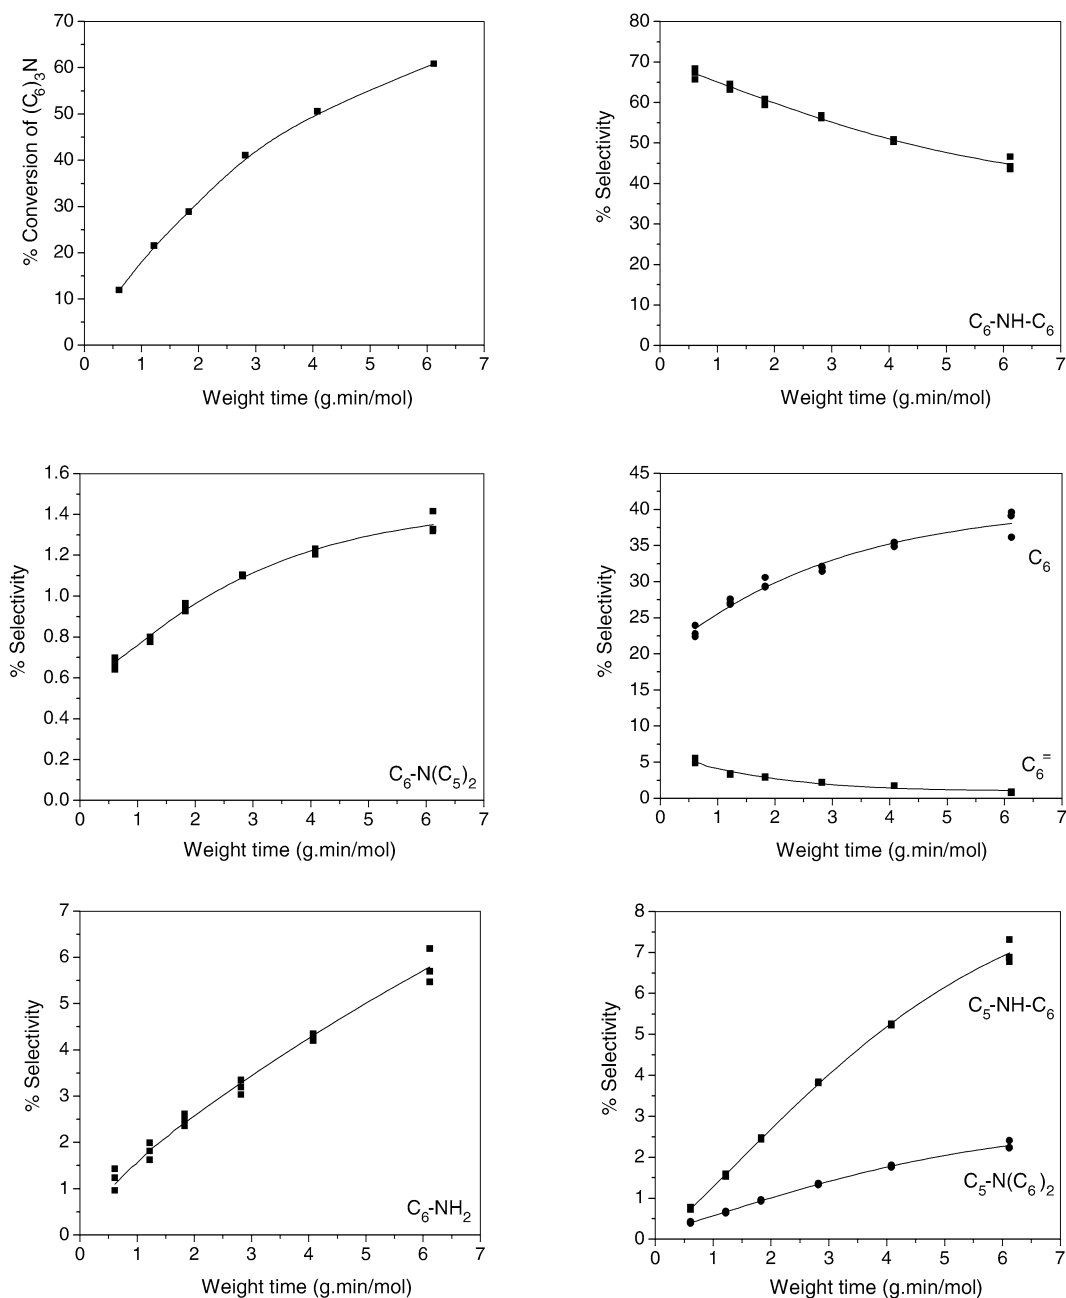 70
60
50
40
30
20
10
0
% Conversion of (C6)3N
0 1 2 3 4 5 6 7
Weight time (g.min/mol)
80
70
60
50
40
30
20
10
0
% Selectivity
C6-NH-C6
0 1 2 3 4 5 6 7
Weight time (g.min/mol)
1.6
1.4
1.2
1.0
0.8
0.6
0.4
0.2
0.0
% Selectivity
C6-N(C5)2
0 1 2 3 4 5 6 7
Weight time (g.min/mol)
45
40
35
30
25
20
15
10
5
0
% Selectivity
C6
C6=
0 1 2 3 4 5 6 7
Weight time (g.min/mol)
7
6
5
4
3
2
1
0
% Selectivity
C6-NH2
0 1 2 3 4 5 6 7
Weight time (g.min/mol)
8
7
6
5
4
3
2
1
0
% Selectivity
C5-NH-C6
C5-N(C6)2
0 1 2 3 4 5 6 7
Weight time (g.min/mol)